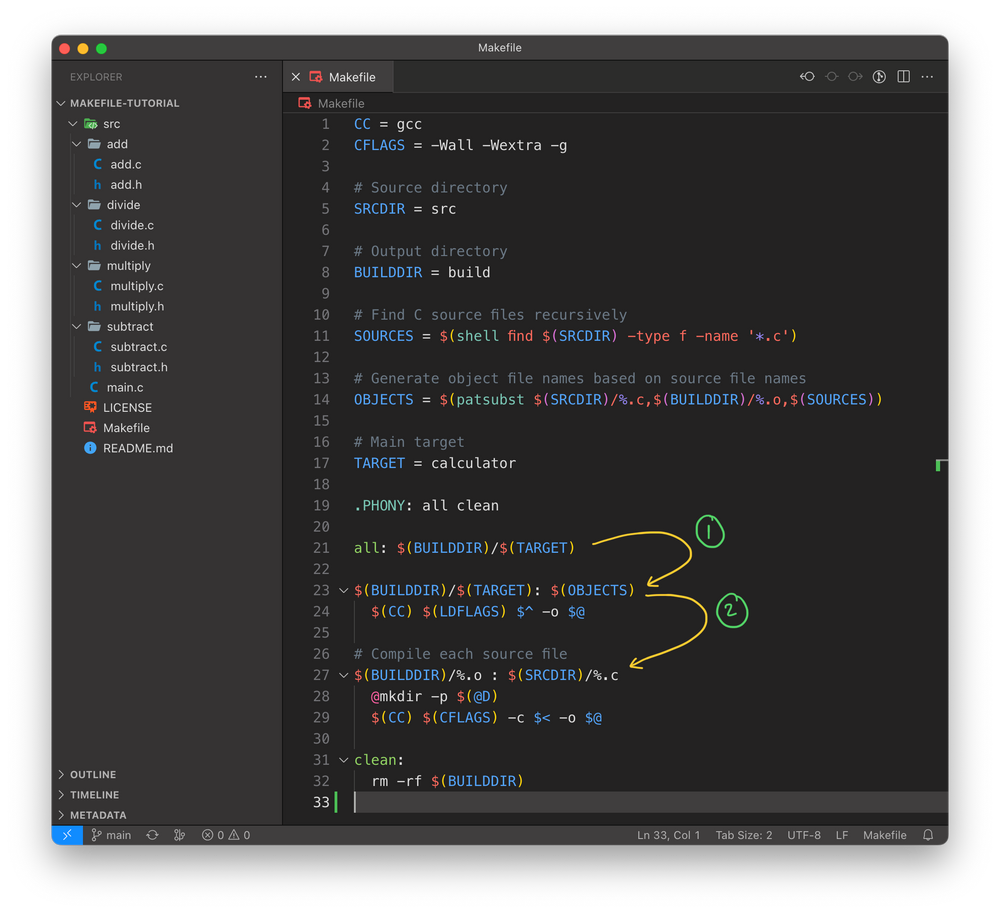 Makefile
EXPLORER
MAKEFILE-TUTORIAL
src
add
add.c
add.h
divide
divide.c
divide.h
multiply
multiply.c
multiply.h
subtract
subtract.c
subtract.h
main.c
LICENSE
Makefile
README.md
OUTLINE
TIMELINE
METADATA
Makefile
Makefile
1 CC = gcc
2 CFLAGS = -Wall -Wextra -g
3
4 # Source directory
5 SRCDIR = src
6
7 # Output directory
8 BUILDDIR = build
9
10 # Find C source files recursively
11 SOURCES = $(shell find $(SRCDIR) -type f -name '*.c')
12
13 # Generate object file names based on source file names
14 OBJECTS = $(patsubst $(SRCDIR)/%.c,$(BUILDDIR)/%.o,$(SOURCES))
15
16 # Main target
17 TARGET = calculator
18
19 .PHONY: all clean
20
21 all: $(BUILDDIR)/$(TARGET)
1
22
23 $(BUILDDIR)/$(TARGET): $(OBJECTS)
24 $(CC) $(LDFLAGS) $^ -o $@
2
25
26 # Compile each source file
27 $(BUILDDIR)/%.o : $(SRCDIR)/%.c
28 @mkdir -p $(@D)
29 $(CC) $(CFLAGS) -c $< -o $@
30
31 clean:
32 rm -rf $(BUILDDIR)
33
main 0 0 Ln 33, Col 1 Tab Size: 2 UTF-8 LF Makefile